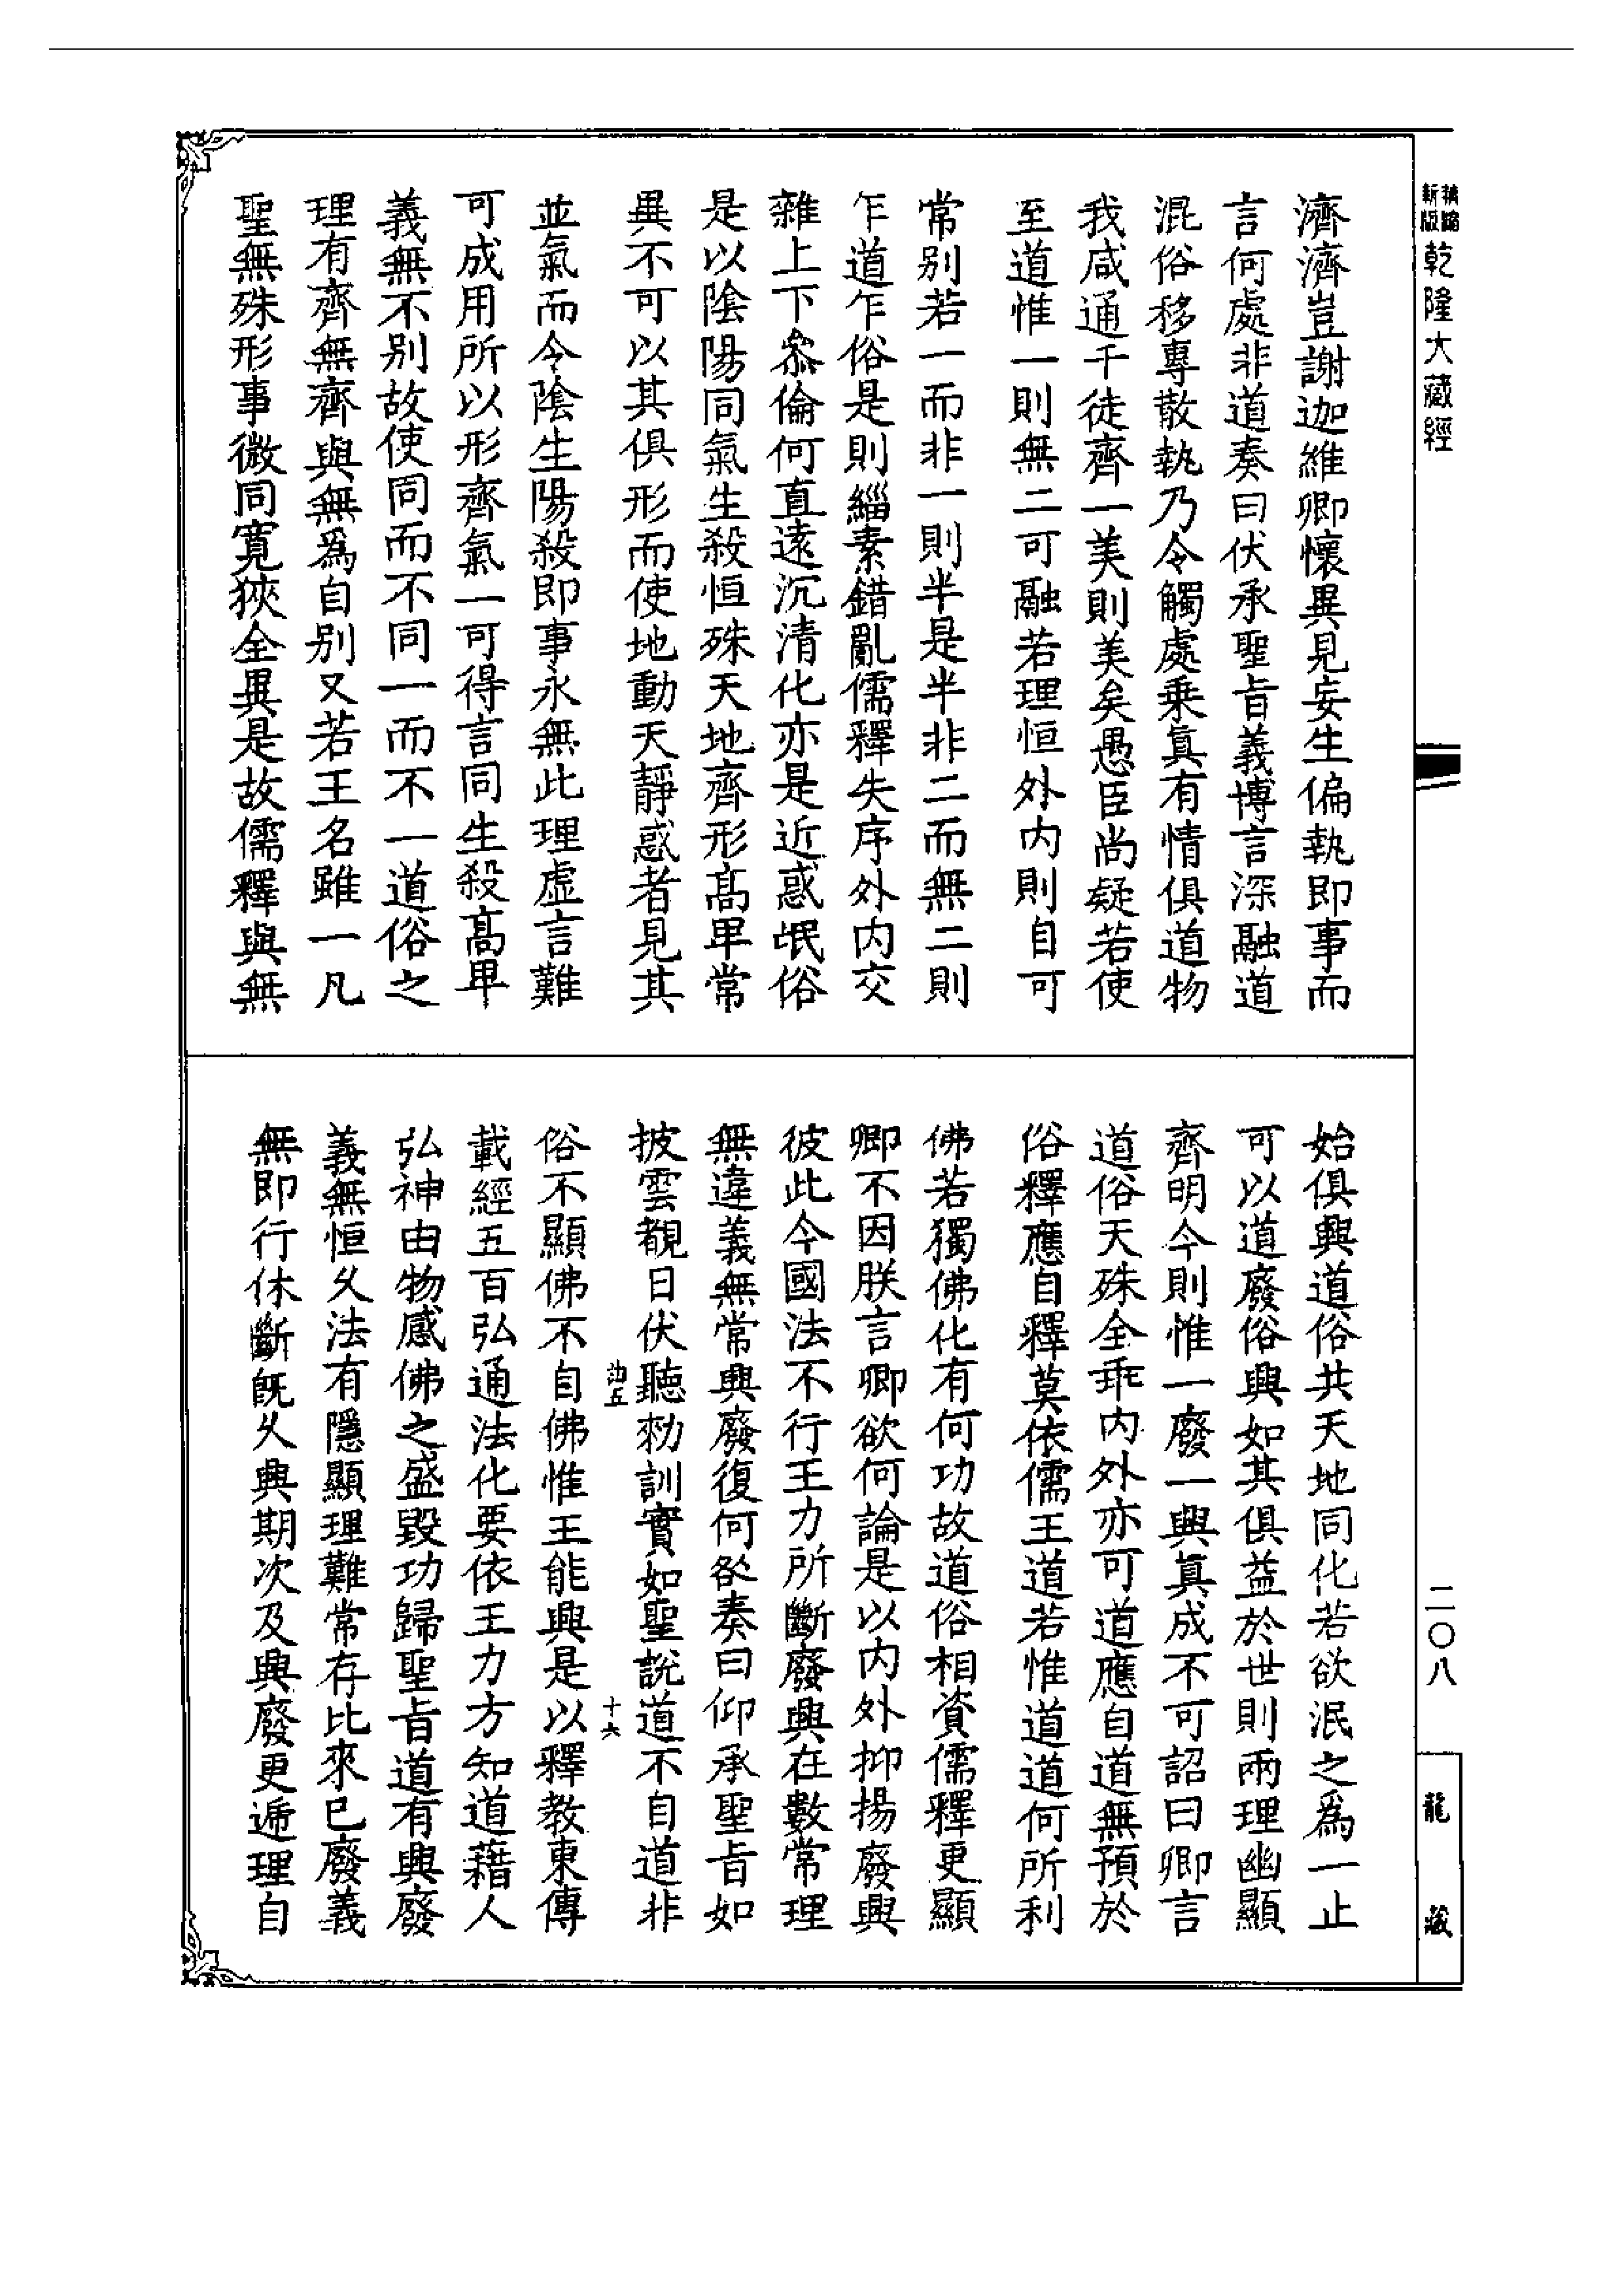 新版
乾隆大藏經
濟濟豈謝迦維卿懷異見妄生偏執即事而
言何處非道奏曰伏承聖旨義博言深融道
混俗移專散執乃令觸處乗真有情俱道物
我咸通千徒齊一美則美矣愚臣尚疑若使
至道惟一則無二可融若理恒外内則自可
常别若一而非一則半是半非二而無二則
乍道乍俗是則緇素錯亂儒釋失序外内交
雜上下叅倫何直遠沉清化亦是近惑氓俗
是以陰陽同氣生殺恒殊天地齊形髙卑常
異不可以其俱形而使地動天靜惑者見其
並氣而令陰生陽殺即事永無此理虛言難
可成用所以形齊氣一可得言同生殺髙卑
義無不别故使同而不同一而不一道俗之
理有齊無齊與無爲自别又若王名雖一凡
聖無殊形事微同寛狹全異是故儒釋與無
始俱興道俗共天地同化若欲泯之爲一止
可以道廢俗興如其俱益於世則兩理幽顯
齊明今則惟一廢一興真成不可詔曰卿言
道俗天殊全乖内外亦可道應自道無預於
俗釋應自釋莫依儒王道若惟道道何所利
佛若獨佛化有何功故道俗相資儒釋更顯
卿不因朕言卿欲何論是以内外抑揚廢興
彼此今國法不行王力所斷廢興在數常理
無違義無常興廢復何咎奏曰仰承聖旨如
披雲覩日伏聽勑訓實如聖說道不自道非
五
十六
俗不顯佛不自佛惟王能興是以釋教東傳
載經五百弘通法化要依王力方知道藉人
弘神由物感佛之盛毀功歸聖旨道有興廢
義無恒久法有隱顯理難常存比來已廢義
無即行休斷旣久興期次及興廢更遞理自
二〇八
龍藏